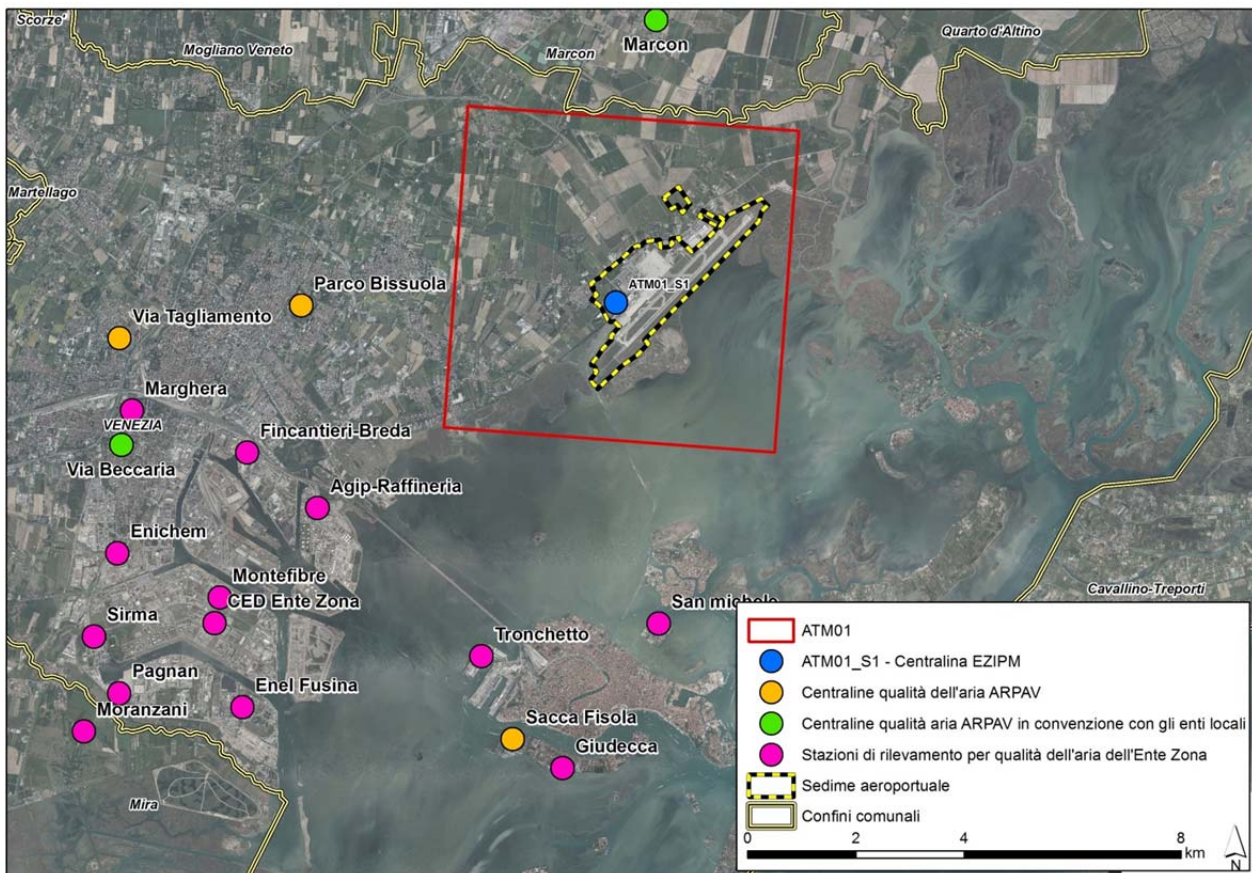 Scorze'
Mogliano Veneto
Marcon
Marcon
Quarto d'Altino
Martellago
Parco Bissuola
ATM01_S1
Via Tagliamento
Marghera
VENEZIA
Via Beccaria
Fincantieri-Breda
Agip-Raffineria
Enichem
Montefibre
CED Ente Zona
Sirma
Pagnan
Moranzani
Enel Fusina
Mira
Tronchetto
San michele
Sacca Fisola
Giudecca
Cavallino-Treporti
ATM01
ATM01_S1 - Centralina EZIPM
Centraline qualità dell'aria ARPAV
Centraline qualità aria ARPAV in convenzione con gli enti locali
Stazioni di rilevamento per qualità dell'aria dell'Ente Zona
Sedime aeroportuale
Confini comunali
0 2 4 8
km
N